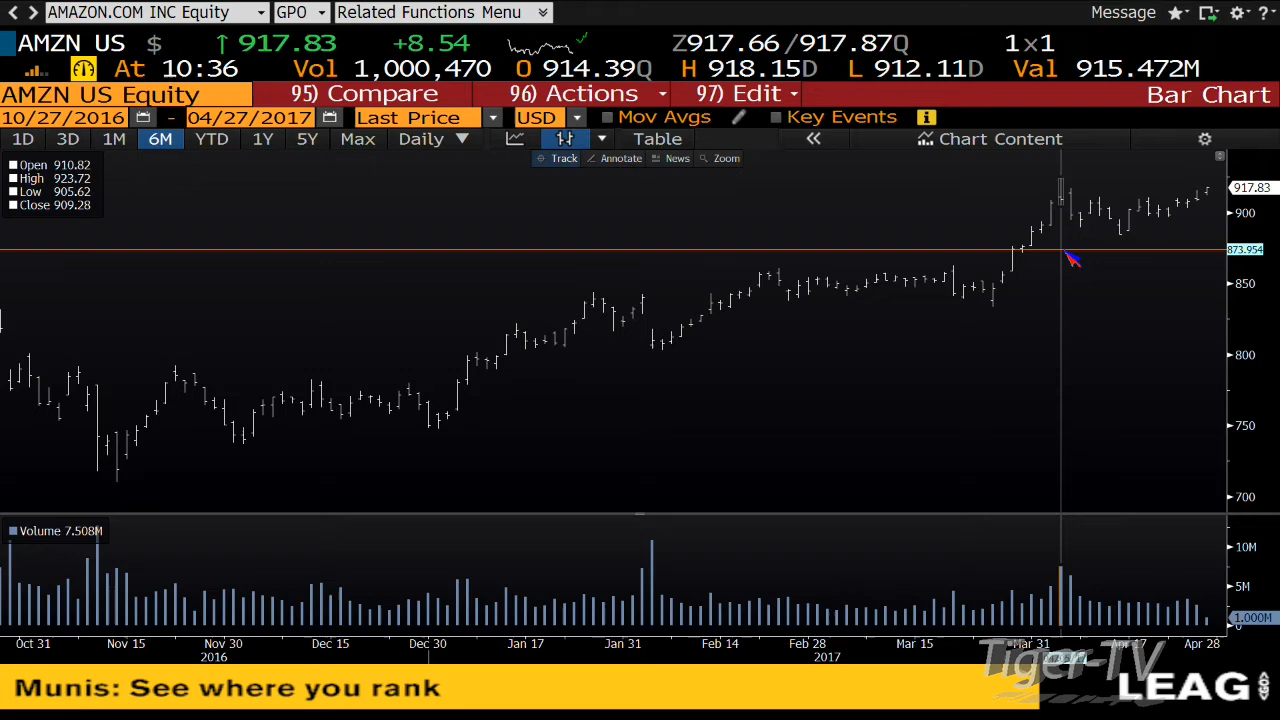 AMAZON.COM INC Equity GPO Related Functions Menu Message
AMZN US $ ↑ 917.83 +8.54 Z917.66 /917.87Q 1×1
At 10:36 Vol 1,000,470 O 914.39Q H 918.15D L 912.11D Val 915.472M
AMZN US Equity 95) Compare 96) Actions 97) Edit Bar Chart
10/27/2016 - 04/27/2017 Last Price USD Mov Avgs Key Events
1D 3D 1M 6M YTD 1Y 5Y Max Daily ▼ Table « Chart Content
Track Annotate News Zoom
Open 910.82
High 923.72
Low 905.62
Close 909.28
917.83
900
873.954
850
800
750
700
Volume 7.508M
10M
5M
1.000M
0
Oct 31 Nov 15 Nov 30 Dec 15 Dec 30 Jan 17 Jan 31 Feb 14 Feb 28 Mar 15 Mar 31 Apr 17 Apr 28
2016 2017
Tiger-TV
Munis: See where you rank LEAG GO